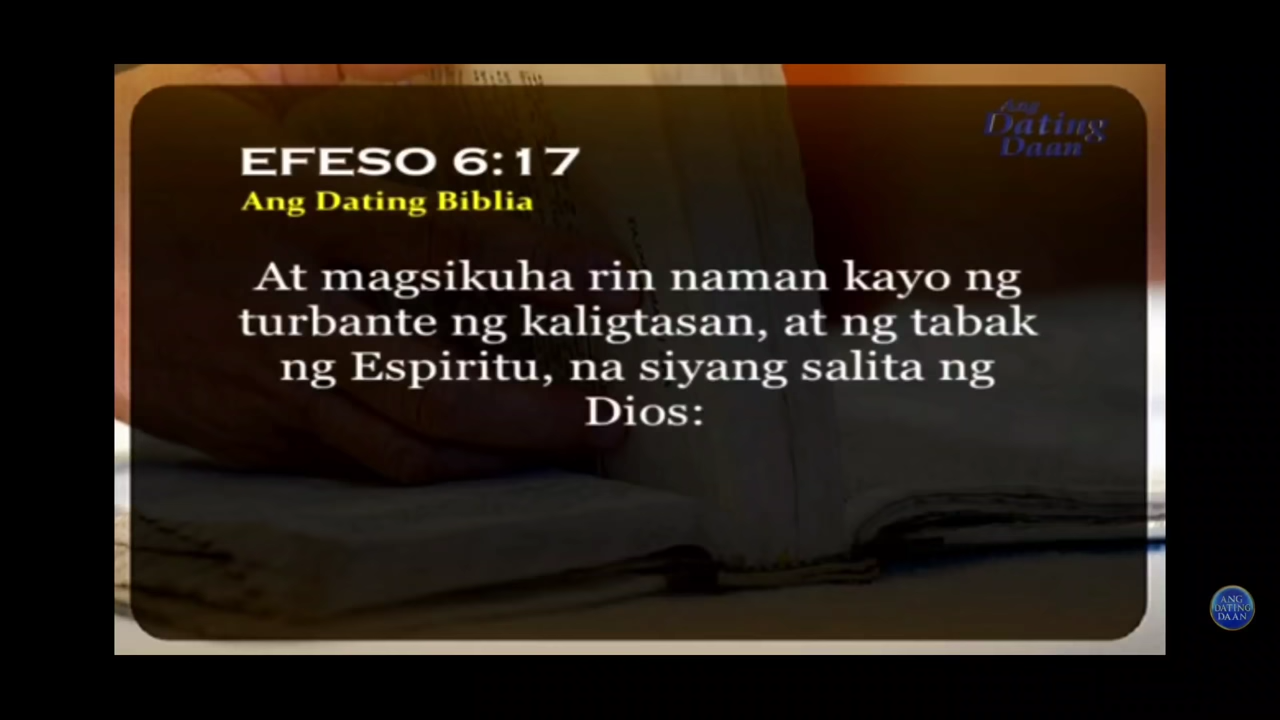 Ang
Dating
Daan
EFESO 6:17
Ang Dating Biblia
At magsikuha rin naman kayo ng
turbante ng kaligtasan, at ng tabak
ng Espiritu, na siyang salita ng
Dios:
ANG
DATING
DAAN